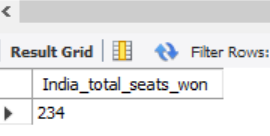 Result Grid Filter Rows:
India_total_seats_won
234